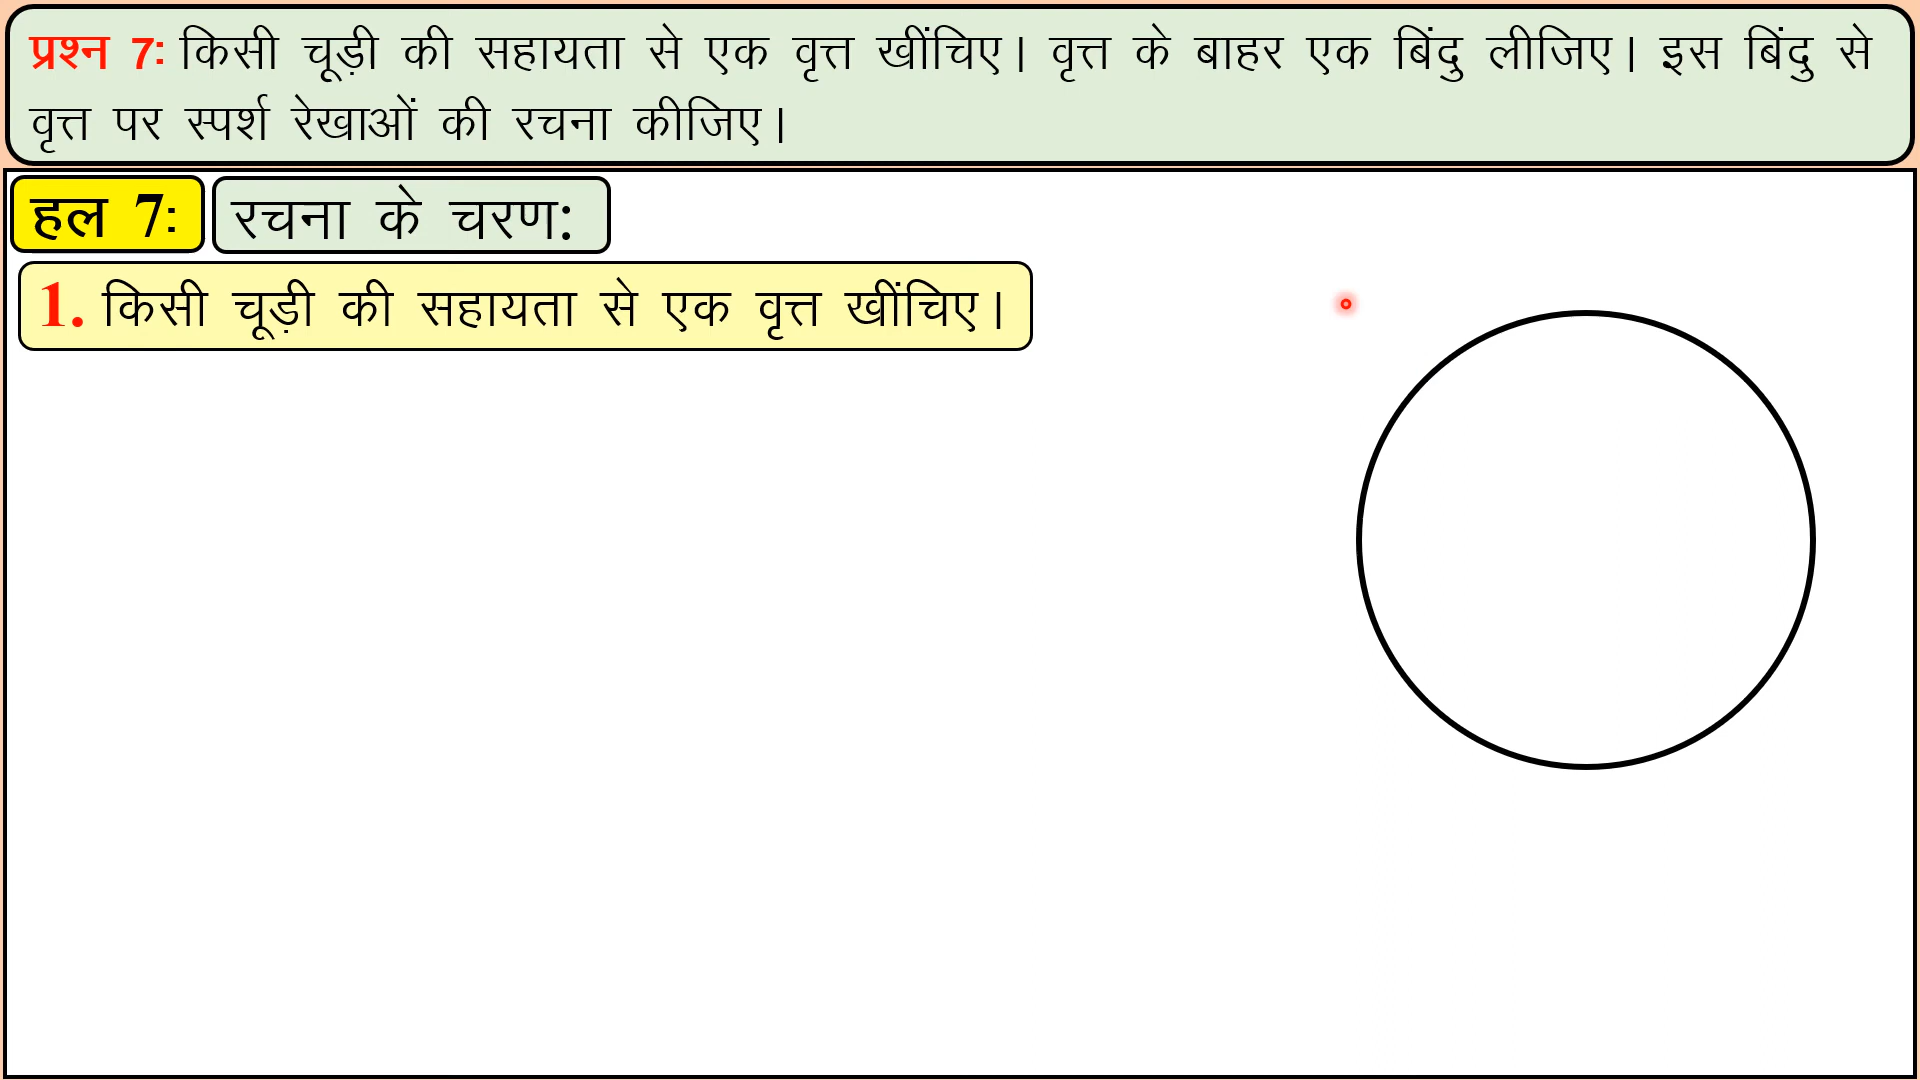 प्रश्न 7: किसी चूड़ी की सहायता से एक वृत्त खींचिए। वृत्त के बाहर एक बिंदु लीजिए। इस बिंदु से
वृत्त पर स्पर्श रेखाओं की रचना कीजिए।
हल 7: रचना के चरण:
1. किसी चूड़ी की सहायता से एक वृत्त खींचिए।